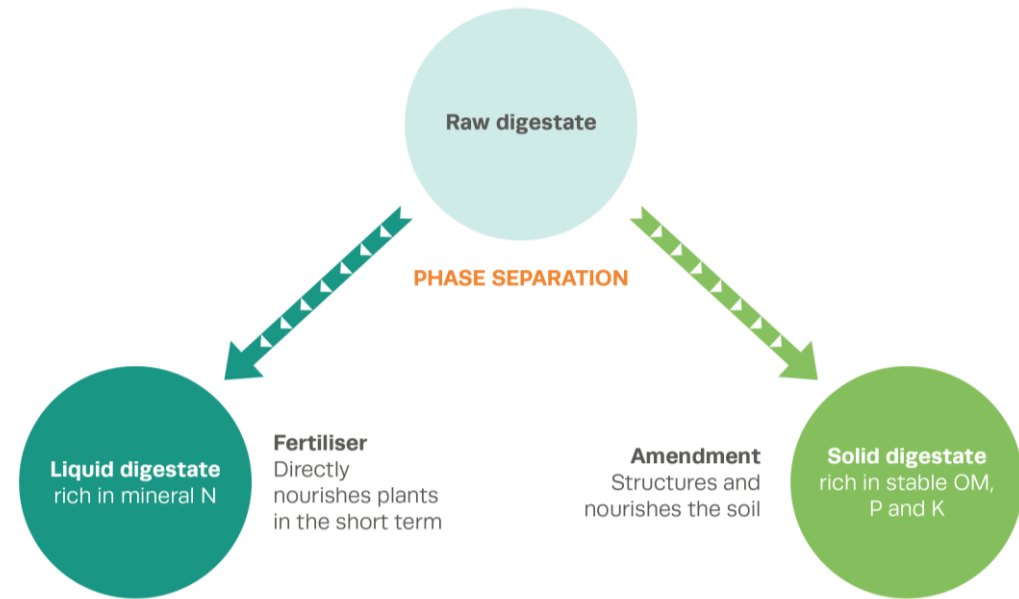 Raw digestate
PHASE SEPARATION
Liquid digestate
rich in mineral N
Fertiliser
Directly
nourishes plants
in the short term
Amendment
Structures and
nourishes the soil
Solid digestate
rich in stable OM,
P and K